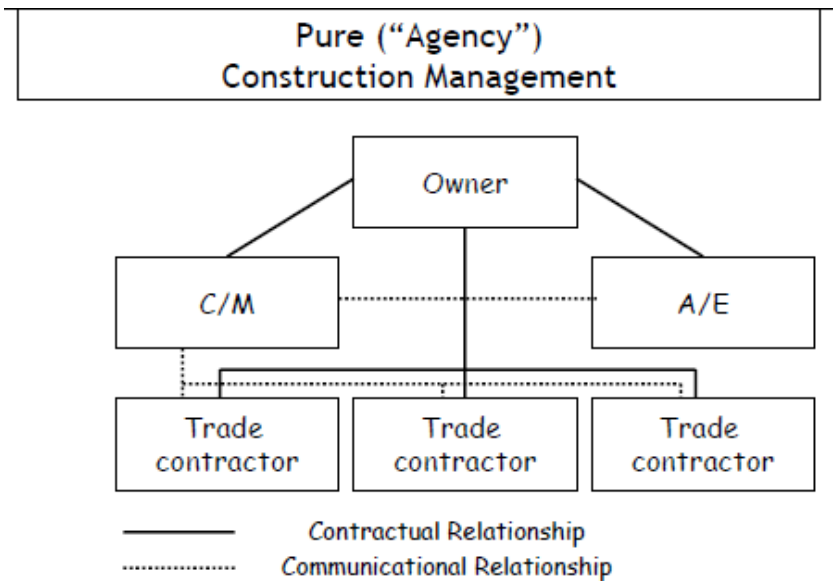 Pure (“Agency”)
Construction Management
Owner
C/M
A/E
Trade
contractor
Trade
contractor
Trade
contractor
Contractual Relationship
Communicational Relationship